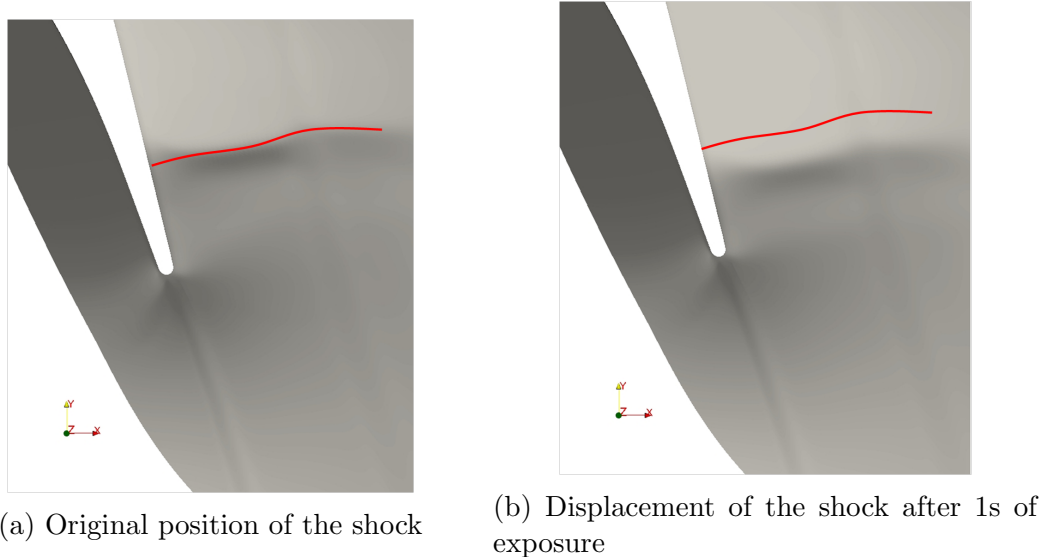 Y
Z X
Y
Z X
(a) Original position of the shock
(b) Displacement of the shock after 1s of
exposure